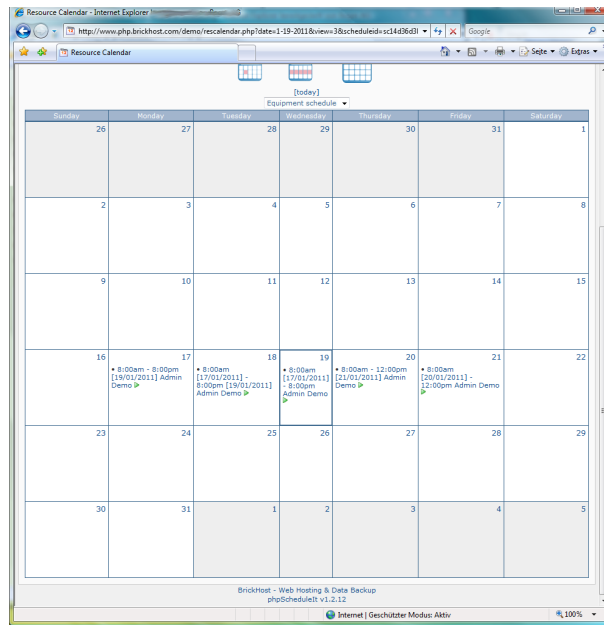 Resource Calendar - Internet Explorer
http://www.php.brickhost.com/demo/rescalendar.php?date=1-19-2011&view=3&scheduleid=sc14d36d3l
Google
Resource Calendar
Seite
Extras
[today]
Equipment schedule
Sunday Monday Tuesday Wednesday Thursday Friday Saturday
26 27 28 29 30 31 1
2 3 4 5 6 7 8
9 10 11 12 13 14 15
16 17 18 19 20 21 22
• 8:00am - 8:00pm
[19/01/2011] Admin
Demo
• 8:00am
[17/01/2011] -
8:00pm [19/01/2011]
Admin Demo
• 8:00am
[17/01/2011]
- 8:00pm
Admin Demo
• 8:00am - 12:00pm
[21/01/2011] Admin
Demo
• 8:00am
[20/01/2011] -
12:00pm Admin Demo
23 24 25 26 27 28 29
30 31 1 2 3 4 5
BrickHost - Web Hosting & Data Backup
phpScheduleIt v1.2.12
Internet | Geschützter Modus: Aktiv
100%